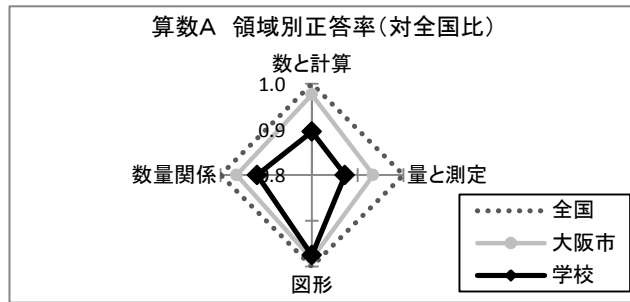 算数A 領域別正答率(対全国比)
数と計算
1.0
0.9
0.8
数量関係
量と測定
図形
全国
大阪市
学校